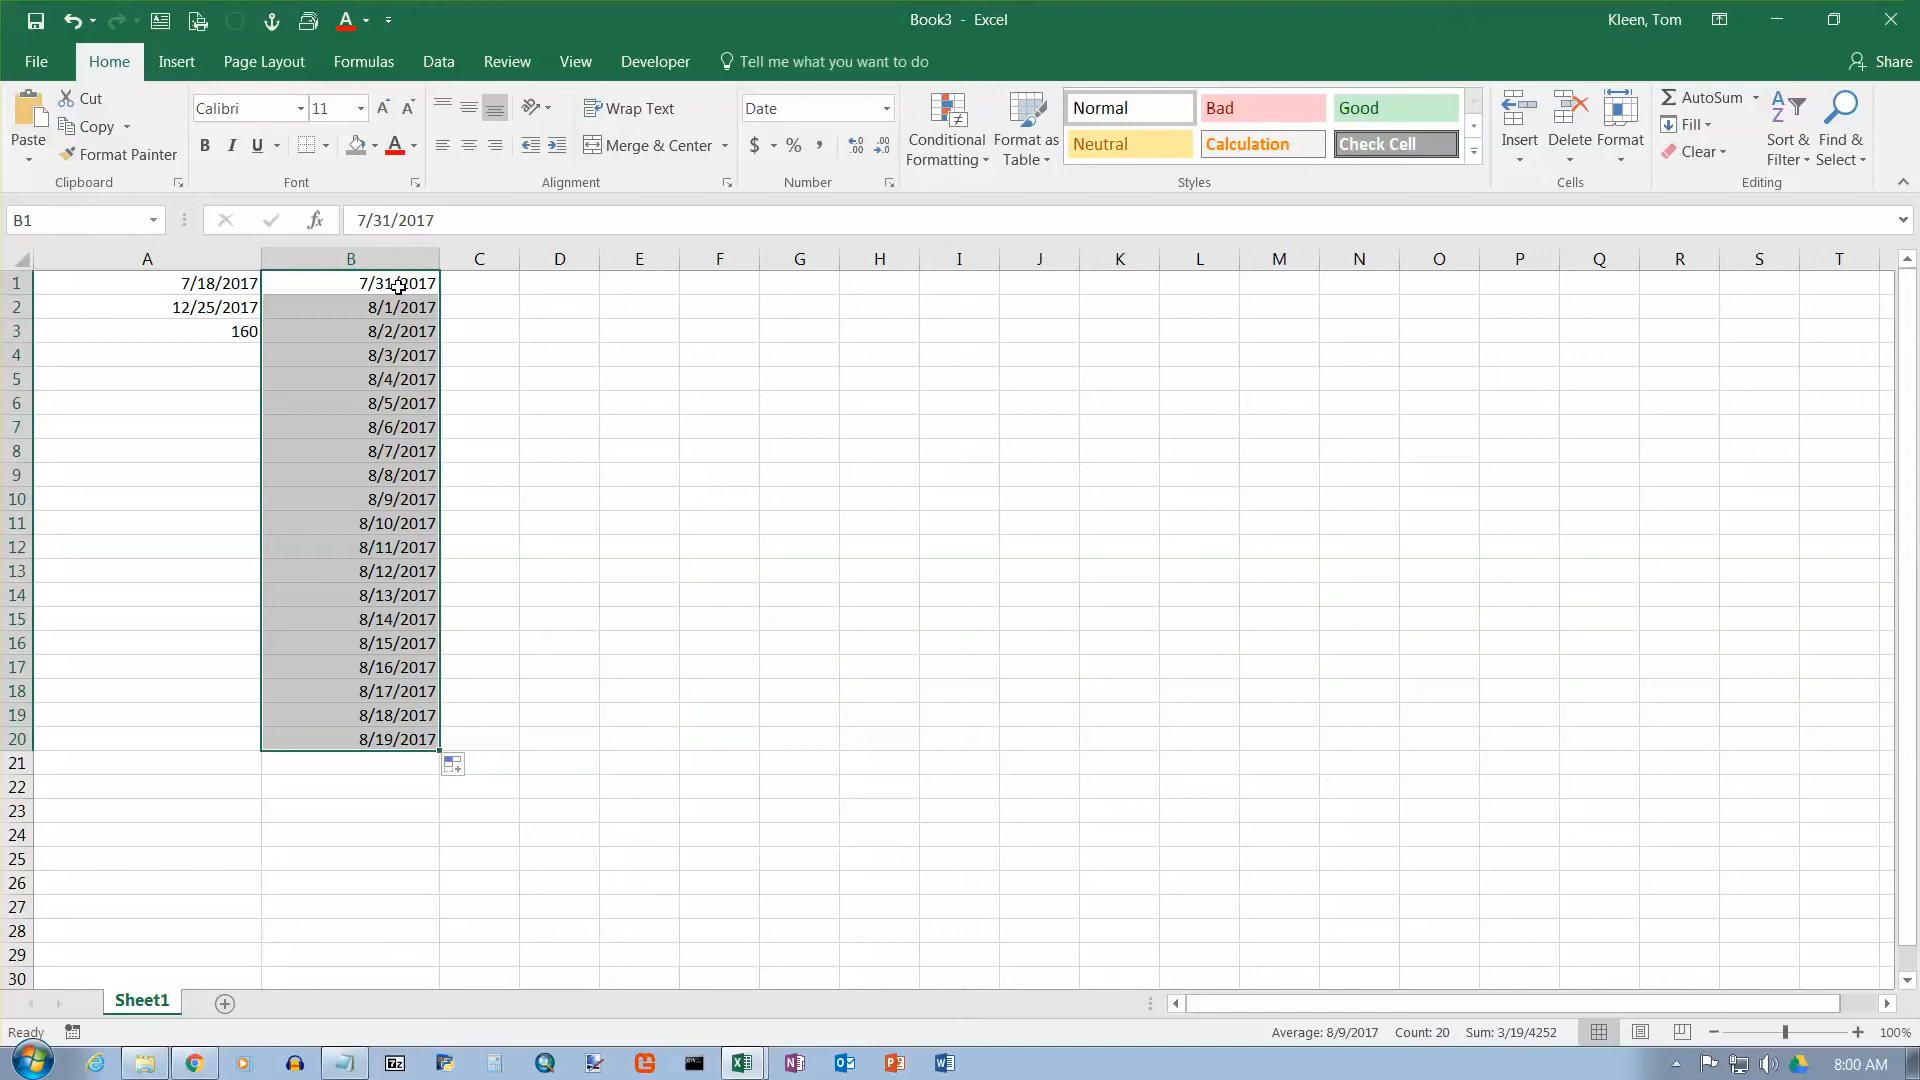 Book3 - Excel
Kleen, Tom
File Home Insert Page Layout Formulas Data Review View Developer Tell me what you want to do Share
Paste
Cut
Copy
Format Painter
Clipboard
Calibri 11
B I U
Font
Wrap Text
Merge & Center
Alignment
Date
$ % ,
Number
Conditional Formatting
Format as Table
Normal Bad Good
Neutral Calculation Check Cell
Styles
Insert Delete Format
Cells
AutoSum
Fill
Clear
Sort & Filter
Find & Select
Editing
B1 fx 7/31/2017
A B C D E F G H I J K L M N O P Q R S T
1 7/18/2017 7/31/2017
2 12/25/2017 8/1/2017
3 160 8/2/2017
4 8/3/2017
5 8/4/2017
6 8/5/2017
7 8/6/2017
8 8/7/2017
9 8/8/2017
10 8/9/2017
11 8/10/2017
12 8/11/2017
13 8/12/2017
14 8/13/2017
15 8/14/2017
16 8/15/2017
17 8/16/2017
18 8/17/2017
19 8/18/2017
20 8/19/2017
21
22
23
24
25
26
27
28
29
30
Sheet1
Ready Average: 8/9/2017 Count: 20 Sum: 3/19/4252 100%
8:00 AM